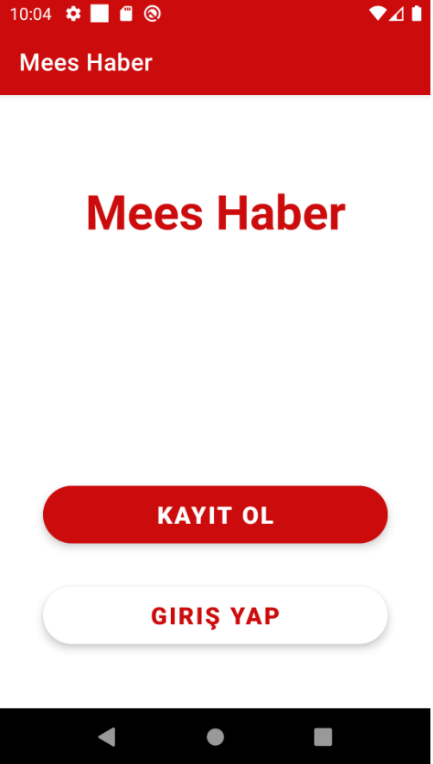 10:04
Mees Haber
Mees Haber
KAYIT OL
GIRIŞ YAP